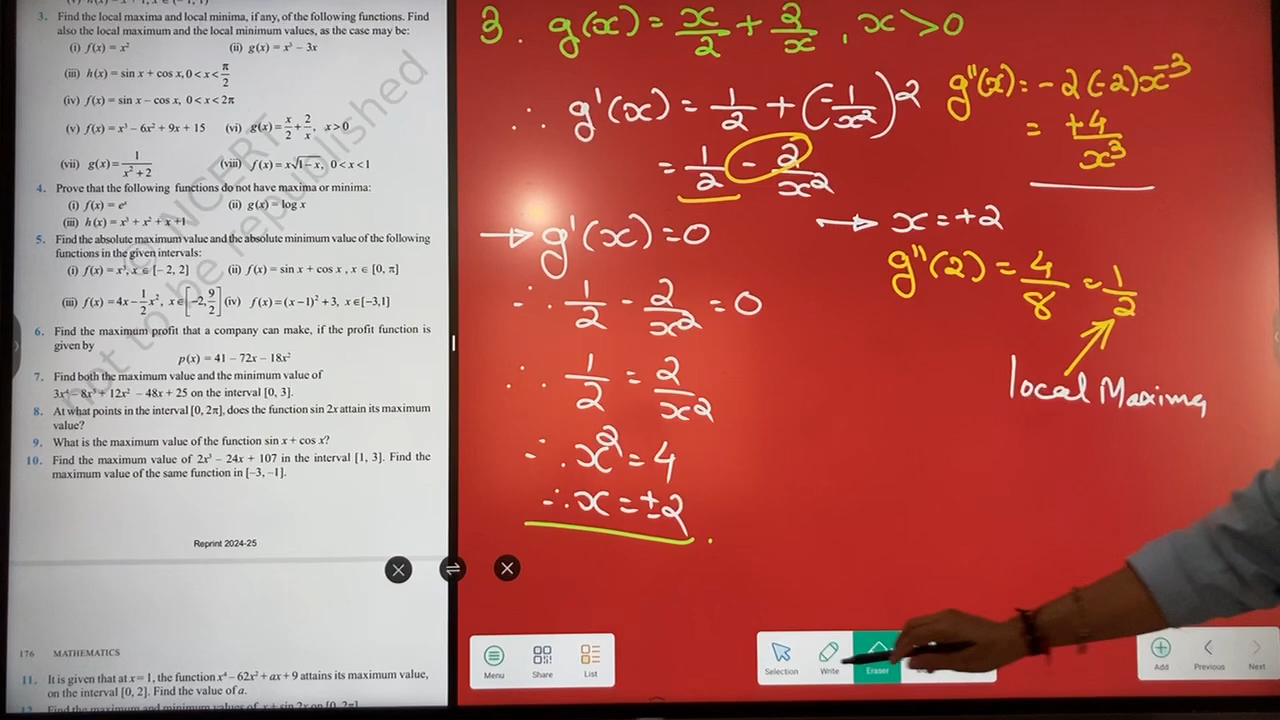 3. Find the local maxima and local minima, if any, of the following functions. Find
also the local maximum and the local minimum values, as the case may be:
(i) f(x) = x² (ii) g(x) = x³ – 3x
(iii) h(x) = sin x + cos x, 0 < x < π/2
(iv) f(x) = sin x – cos x, 0 < x < 2π
(v) f(x) = x³ – 6x² + 9x + 15 (vi) g(x) = x/2 + 2/x, x > 0
(vii) g(x) = 1/(x² + 2) (viii) f(x) = x√(1–x), 0 < x < 1
4. Prove that the following functions do not have maxima or minima:
(i) f(x) = eˣ (ii) g(x) = log x
(iii) h(x) = x³ + x² + x + 1
5. Find the absolute maximum value and the absolute minimum value of the following
functions in the given intervals:
(i) f(x) = x³, x ∈ [– 2, 2] (ii) f(x) = sin x + cos x , x ∈ [0, π]
(iii) f(x) = 4x – 1/2 x², x ∈ [–2, 9/2] (iv) f(x) = (x – 1)² + 3, x ∈ [–3, 1]
6. Find the maximum profit that a company can make, if the profit function is
given by
p(x) = 41 – 72x – 18x²
7. Find both the maximum value and the minimum value of
3x⁴ – 8x³ + 12x² – 48x + 25 on the interval [0, 3].
8. At what points in the interval [0, 2π], does the function sin 2x attain its maximum
value?
9. What is the maximum value of the function sin x + cos x?
10. Find the maximum value of 2x³ – 24x + 107 in the interval [1, 3]. Find the
maximum value of the same function in [–3, –1].
Reprint 2024-25
176 MATHEMATICS
11. It is given that at x = 1, the function x⁴ – 62x² + ax + 9 attains its maximum value,
on the interval [0, 2]. Find the value of a.
© NCERT
not to be republished
3. g(x) = x/2 + 2/x, x > 0
∴ g'(x) = 1/2 + (-1/x²) 2
= 1/2 - 2/x²
→ g'(x) = 0
∴ 1/2 - 2/x² = 0
∴ 1/2 = 2/x²
∴ x² = 4
∴ x = ±2.
g''(x) = -2(-2)x⁻³
= +4/x³
→ x = +2
g''(2) = 4/8 = 1/2
local Maxima
Menu Share List
Selection Write Eraser
Add Previous Next